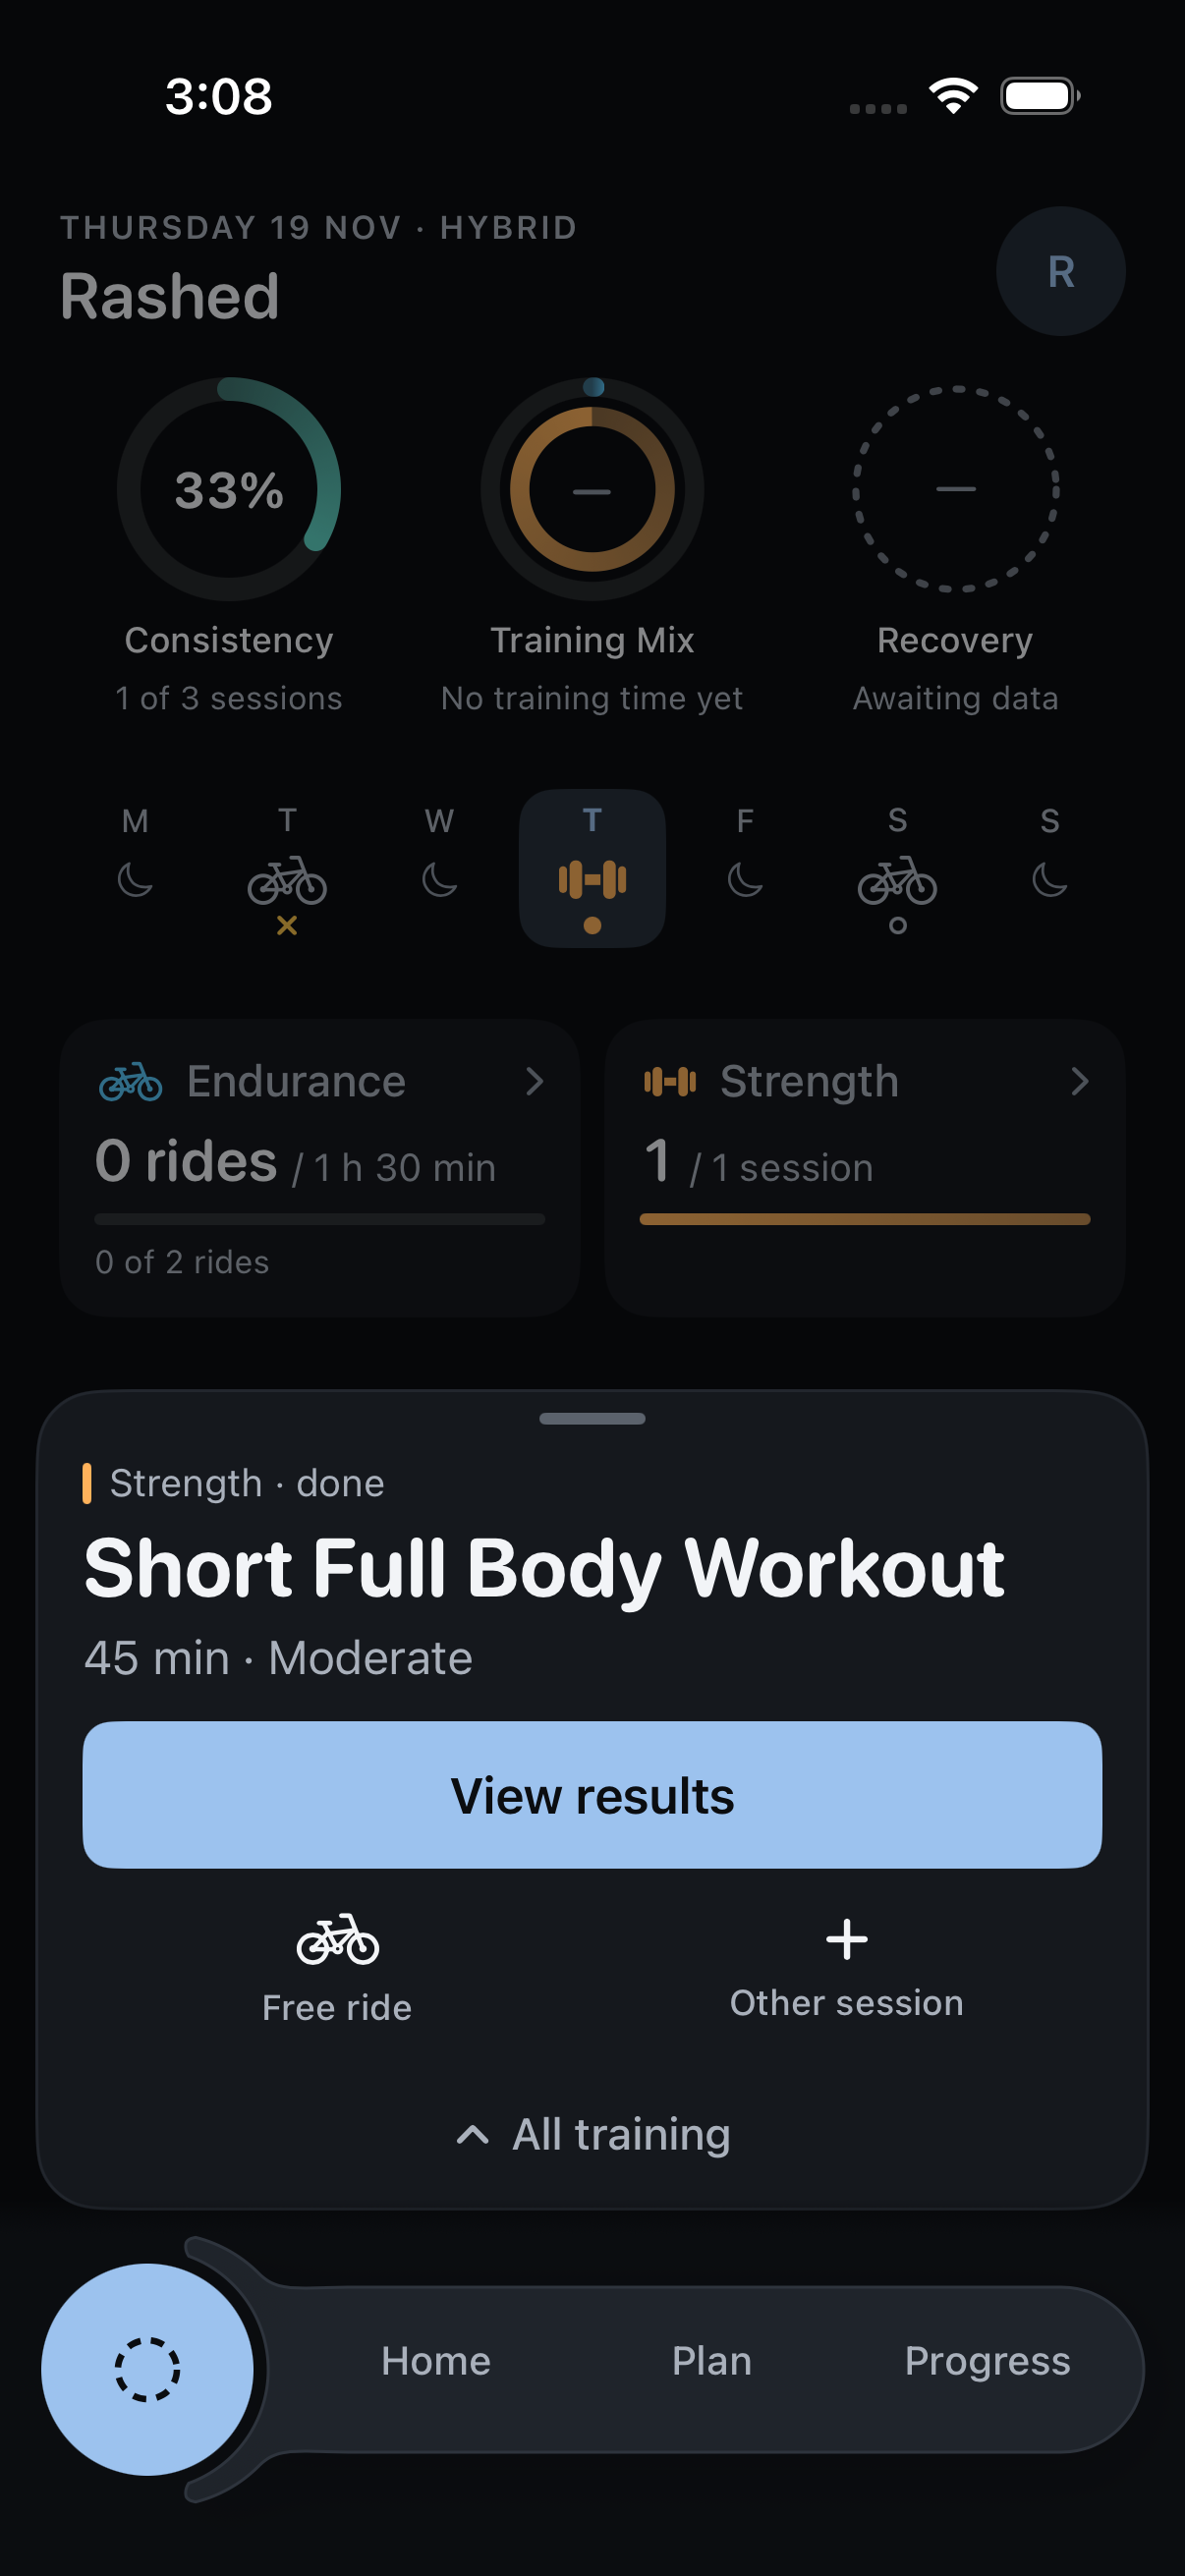 3:08
THURSDAY 19 NOV · HYBRID
Rashed
R
33%
—
—
Consistency
Training Mix
Recovery
1 of 3 sessions
No training time yet
Awaiting data
M T W T F S S
Endurance
0 rides / 1 h 30 min
0 of 2 rides
Strength
1 / 1 session
Strength · done
Short Full Body Workout
45 min · Moderate
View results
Free ride
Other session
All training
Home
Plan
Progress